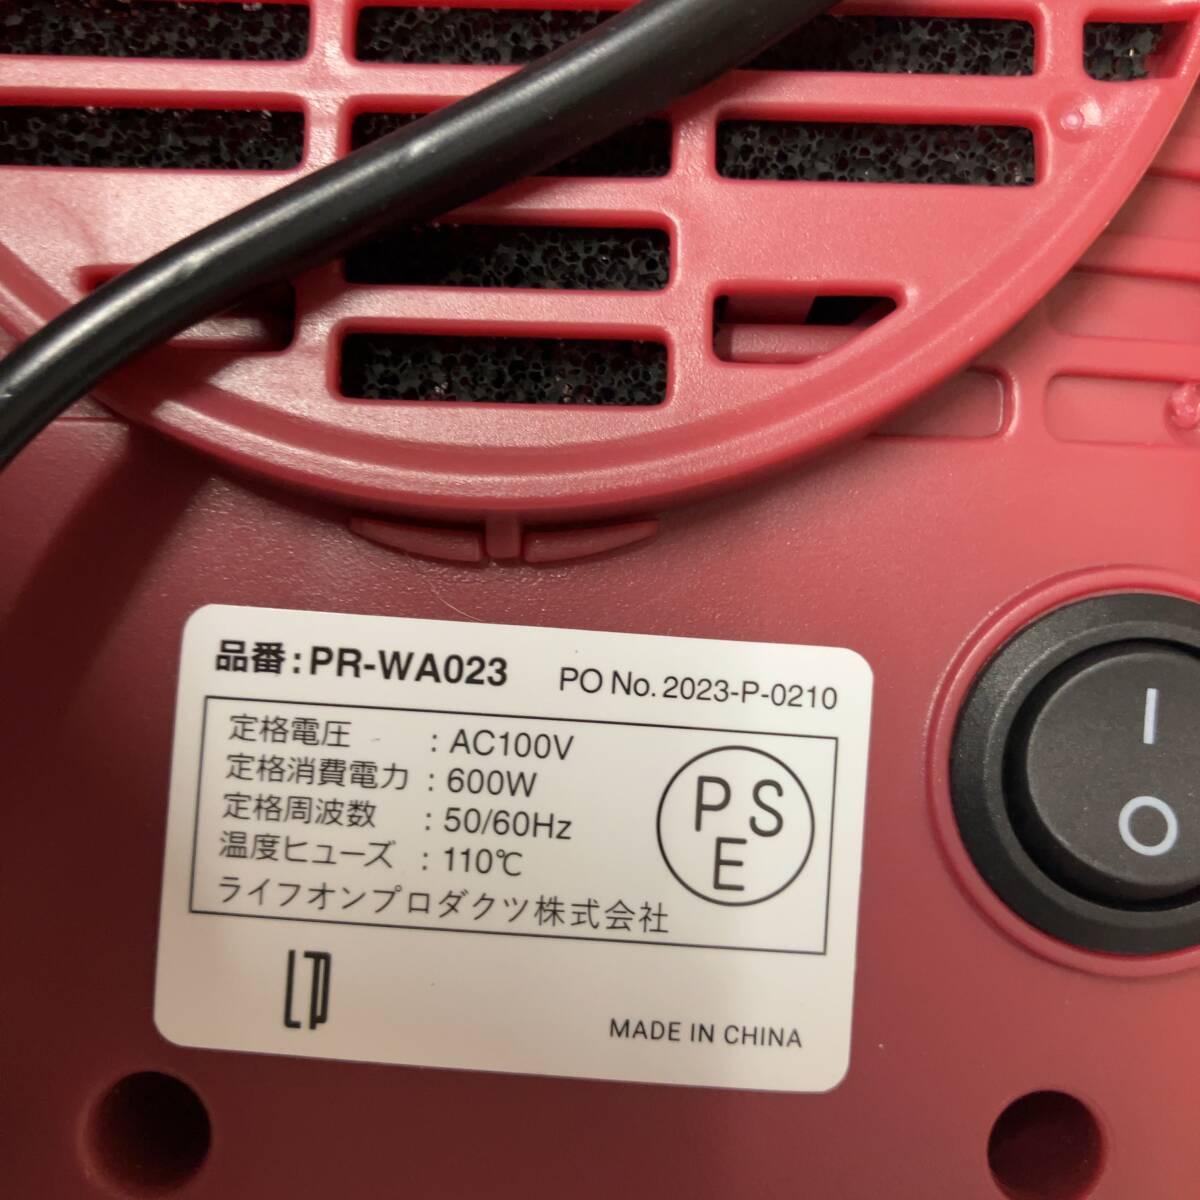 品番：PR-WA023 PO No. 2023-P-0210
定格電圧 ：AC100V
定格消費電力：600W
定格周波数 ：50/60Hz
温度ヒューズ ：110℃
ライフオンプロダクツ株式会社
PSE
LP
MADE IN CHINA
I
O